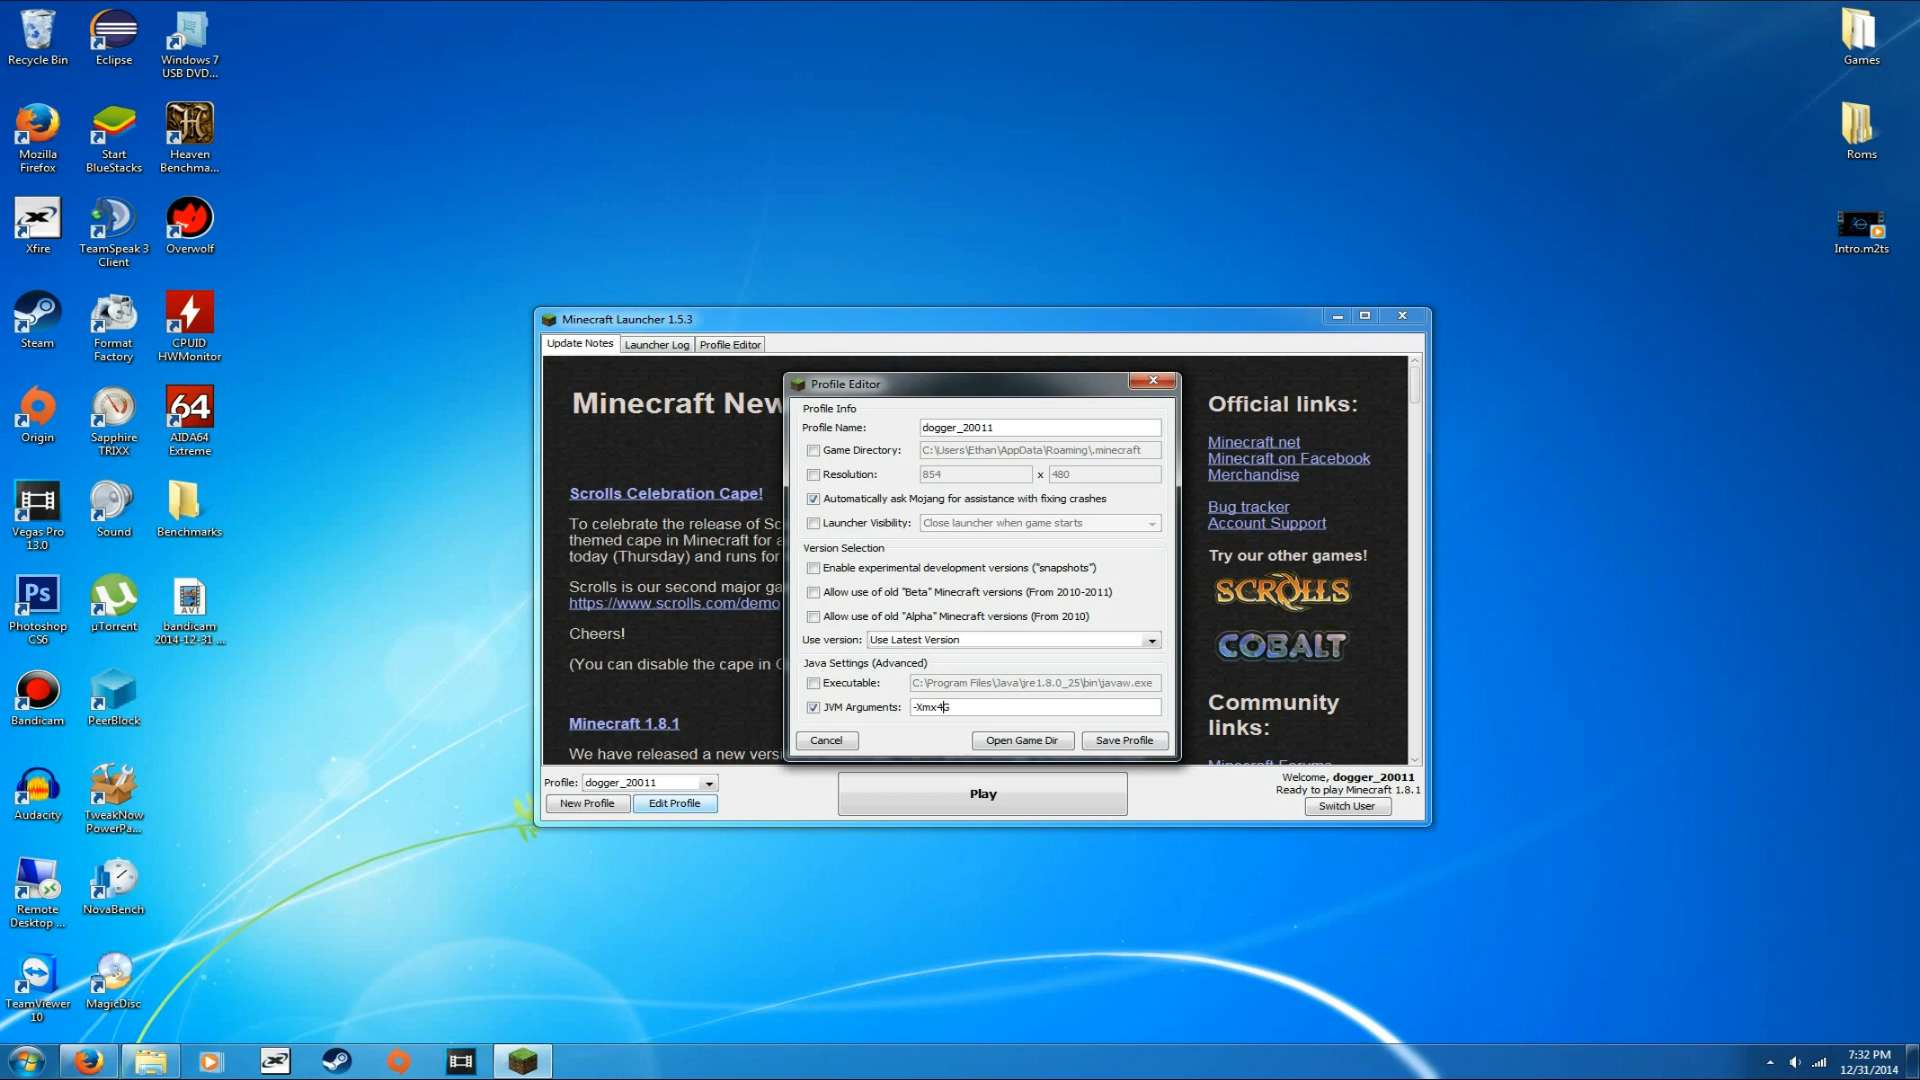 Recycle Bin
Eclipse
Windows 7
USB DVD...
Mozilla
Firefox
Start
BlueStacks
Heaven
Benchma...
Xfire
TeamSpeak 3
Client
Overwolf
Steam
Format
Factory
CPUID
HWMonitor
Origin
Sapphire
TRIXX
64
AIDA64
Extreme
Vegas Pro
13.0
Sound
Benchmarks
Ps
Photoshop
CS6
µTorrent
AVI
bandicam
2014-12-31 ...
Bandicam
PeerBlock
Audacity
TweakNow
PowerPa...
Remote
Desktop ...
NovaBench
TeamViewer
10
MagicDisc
Games
Roms
Intro.m2ts
Minecraft Launcher 1.5.3
Update Notes
Launcher Log
Profile Editor
Minecraft New
Scrolls Celebration Cape!
To celebrate the release of Sc
themed cape in Minecraft for a
today (Thursday) and runs for
Scrolls is our second major ga
https://www.scrolls.com/demo
Cheers!
(You can disable the cape in O
Minecraft 1.8.1
We have released a new versi
Profile Editor
Profile Info
Profile Name: dogger_20011
Game Directory: C:\Users\Ethan\AppData\Roaming\.minecraft
Resolution: 854 x 480
Automatically ask Mojang for assistance with fixing crashes
Launcher Visibility: Close launcher when game starts
Version Selection
Enable experimental development versions ("snapshots")
Allow use of old "Beta" Minecraft versions (From 2010-2011)
Allow use of old "Alpha" Minecraft versions (From 2010)
Use version: Use Latest Version
Java Settings (Advanced)
Executable: C:\Program Files\Java\jre1.8.0_25\bin\javaw.exe
JVM Arguments: -Xmx4G
Cancel
Open Game Dir
Save Profile
Official links:
Minecraft.net
Minecraft on Facebook
Merchandise
Bug tracker
Account Support
Try our other games!
SCROLLS
COBALT
Community
links:
Minecraft Forums
Profile: dogger_20011
New Profile
Edit Profile
Play
Welcome, dogger_20011
Ready to play Minecraft 1.8.1
Switch User
7:32 PM
12/31/2014